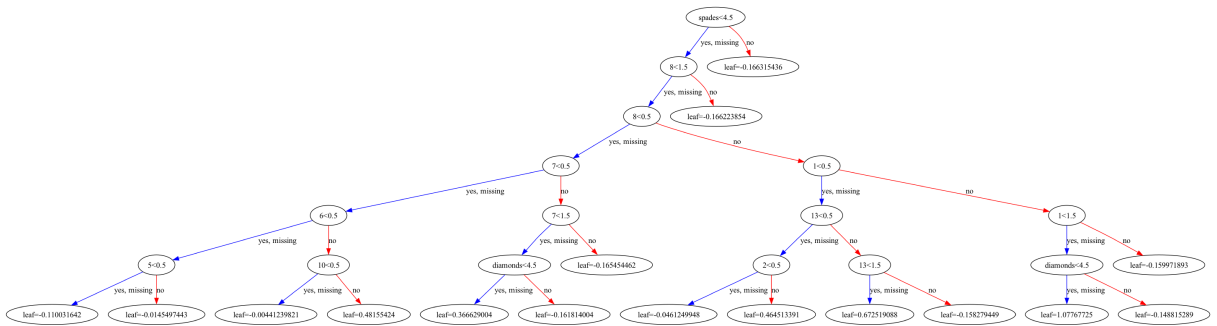 spades<4.5
yes, missing
no
8<1.5
leaf=-0.166315436
yes, missing
no
8<0.5
leaf=-0.166223854
yes, missing
no
7<0.5
1<0.5
yes, missing
no
yes, missing
no
6<0.5
7<1.5
13<0.5
1<1.5
yes, missing
no
yes, missing
no
yes, missing
no
yes, missing
no
5<0.5
10<0.5
diamonds<4.5
leaf=-0.165454462
2<0.5
13<1.5
diamonds<4.5
leaf=-0.159971893
yes, missing
no
yes, missing
no
yes, missing
no
yes, missing
no
yes, missing
no
yes, missing
no
leaf=-0.110031642
leaf=-0.0145497443
leaf=-0.00441239821
leaf=0.48155424
leaf=0.366629004
leaf=-0.161814004
leaf=-0.0461249948
leaf=0.464513391
leaf=0.672519088
leaf=-0.158279449
leaf=1.07767725
leaf=-0.148815289